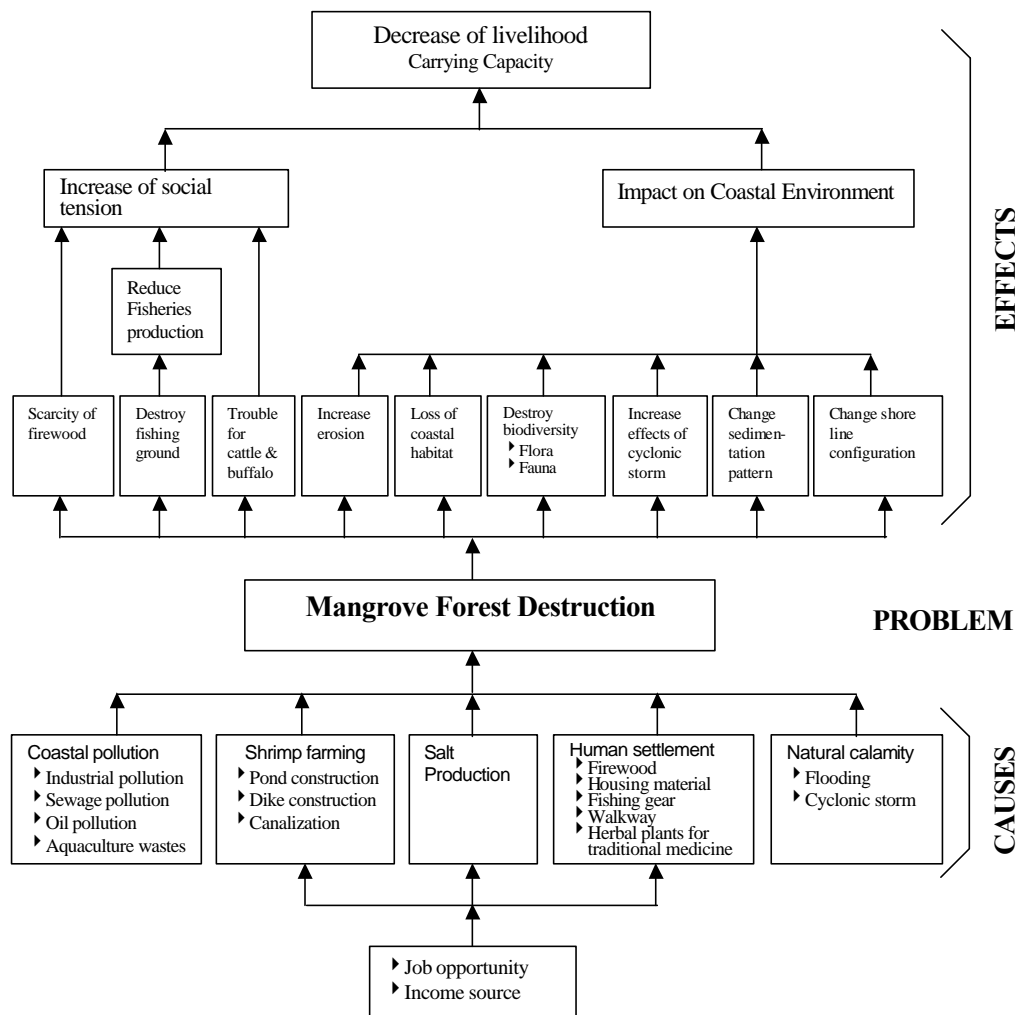 Decrease of livelihood
Carrying Capacity
Increase of social
tension
Impact on Coastal Environment
EFFECTS
Reduce
Fisheries
production
Scarcity of
firewood
Destroy
fishing
ground
Trouble
for
cattle &
buffalo
Increase
erosion
Loss of
coastal
habitat
Destroy
biodiversity
Flora
Fauna
Increase
effects of
cyclonic
storm
Change
sedimen-
tation
pattern
Change shore
line
configuration
Mangrove Forest Destruction
PROBLEM
Coastal pollution
Industrial pollution
Sewage pollution
Oil pollution
Aquaculture wastes
Shrimp farming
Pond construction
Dike construction
Canalization
Salt
Production
Human settlement
Firewood
Housing material
Fishing gear
Walkway
Herbal plants for
traditional medicine
Natural calamity
Flooding
Cyclonic storm
CAUSES
Job opportunity
Income source